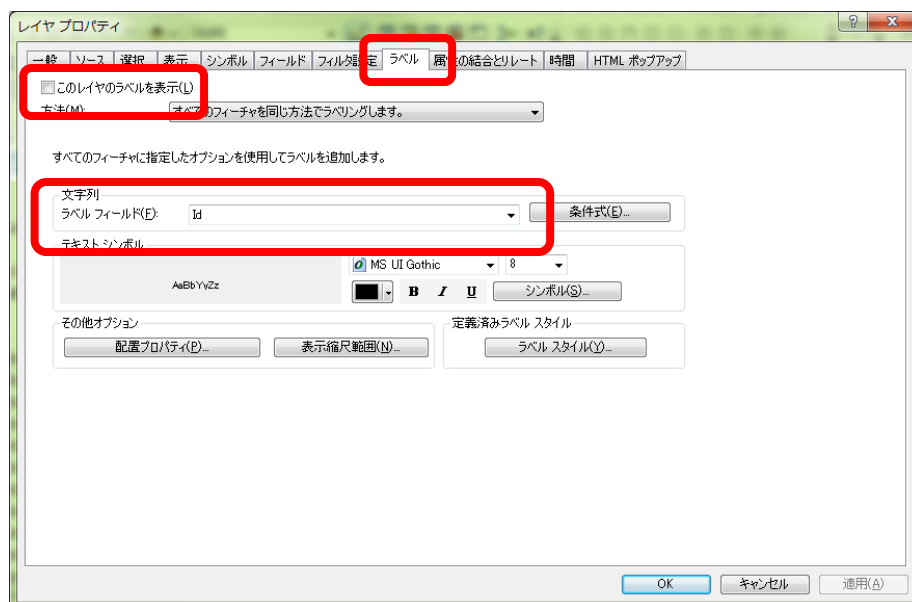 レイヤ プロパティ
一般 ソース 選択 表示 シンボル フィールド フィルタ設定 ラベル 属性の結合とリレート 時間 HTML ポップアップ
このレイヤのラベルを表示(L)
方法(M): すべてのフィーチャを同じ方法でラベリングします。
すべてのフィーチャに指定したオプションを使用してラベルを追加します。
文字列
ラベル フィールド(F): Id 条件式(E)...
テキスト シンボル
AaBbYyZz
MS UI Gothic 8
B I U シンボル(S)...
その他オプション 定義済みラベル スタイル
配置プロパティ(P)... 表示縮尺範囲(N)... ラベル スタイル(Y)...
OK キャンセル 適用(A)